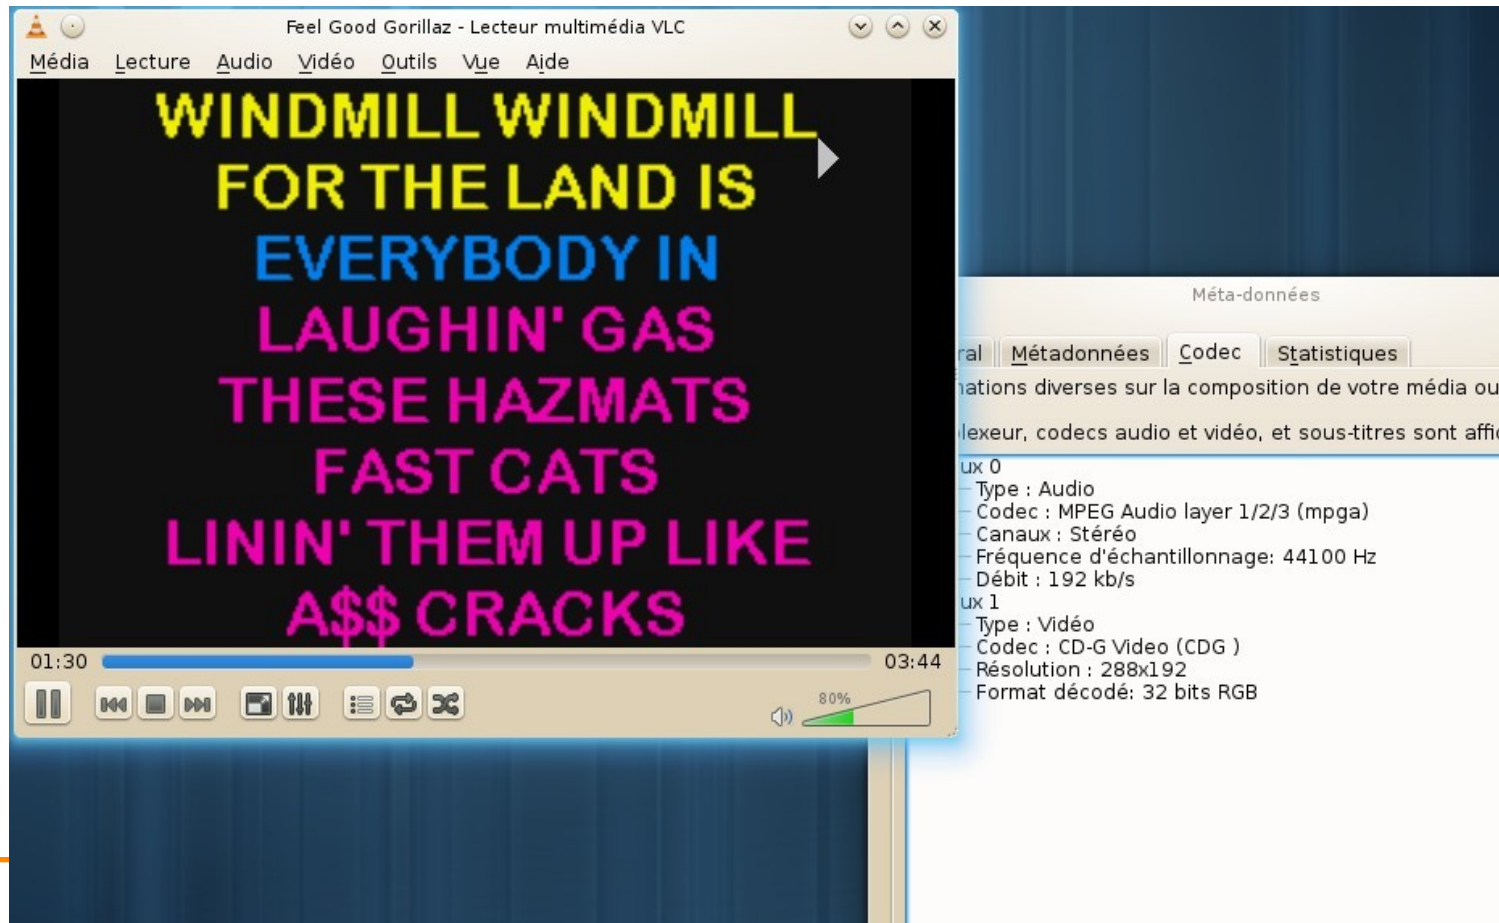 Feel Good Gorillaz - Lecteur multimédia VLC
Média Lecture Audio Vidéo Outils Vue Aide
WINDMILL WINDMILL
FOR THE LAND IS
EVERYBODY IN
LAUGHIN' GAS
THESE HAZMATS
FAST CATS
LININ' THEM UP LIKE
A$$ CRACKS
01:30 03:44
80%
Méta-données
ral Métadonnées Codec Statistiques
ations diverses sur la composition de votre média ou
lexeur, codecs audio et vidéo, et sous-titres sont affi
ux 0
Type : Audio
Codec : MPEG Audio layer 1/2/3 (mpga)
Canaux : Stéréo
Fréquence d'échantillonnage: 44100 Hz
Débit : 192 kb/s
ux 1
Type : Vidéo
Codec : CD-G Video (CDG )
Résolution : 288x192
Format décodé: 32 bits RGB